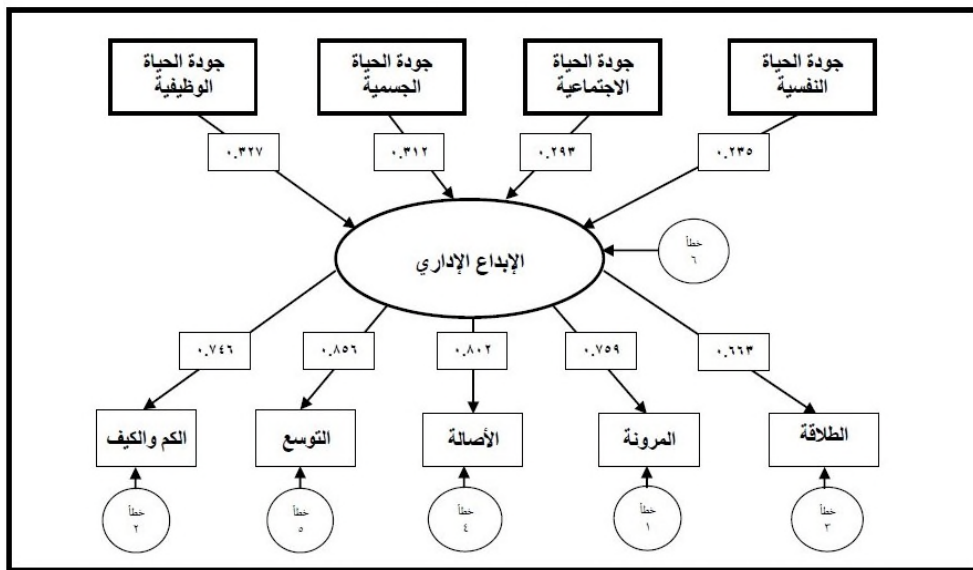 جودة الحياة
النفسية
جودة الحياة
الاجتماعية
جودة الحياة
الجسمية
جودة الحياة
الوظيفية
٠.٢٣٥
٠.٢٩٣
٠.٣١٢
٠.٣٢٧
خطأ
٦
الإبداع الإداري
٠.٦٦٣
٠.٧٥٩
٠.٨٠٢
٠.٨٥٦
٠.٧٤٦
الطلاقة
المرونة
الأصالة
التوسع
الكم والكيف
خطأ
٣
خطأ
١
خطأ
٤
خطأ
٥
خطأ
٢